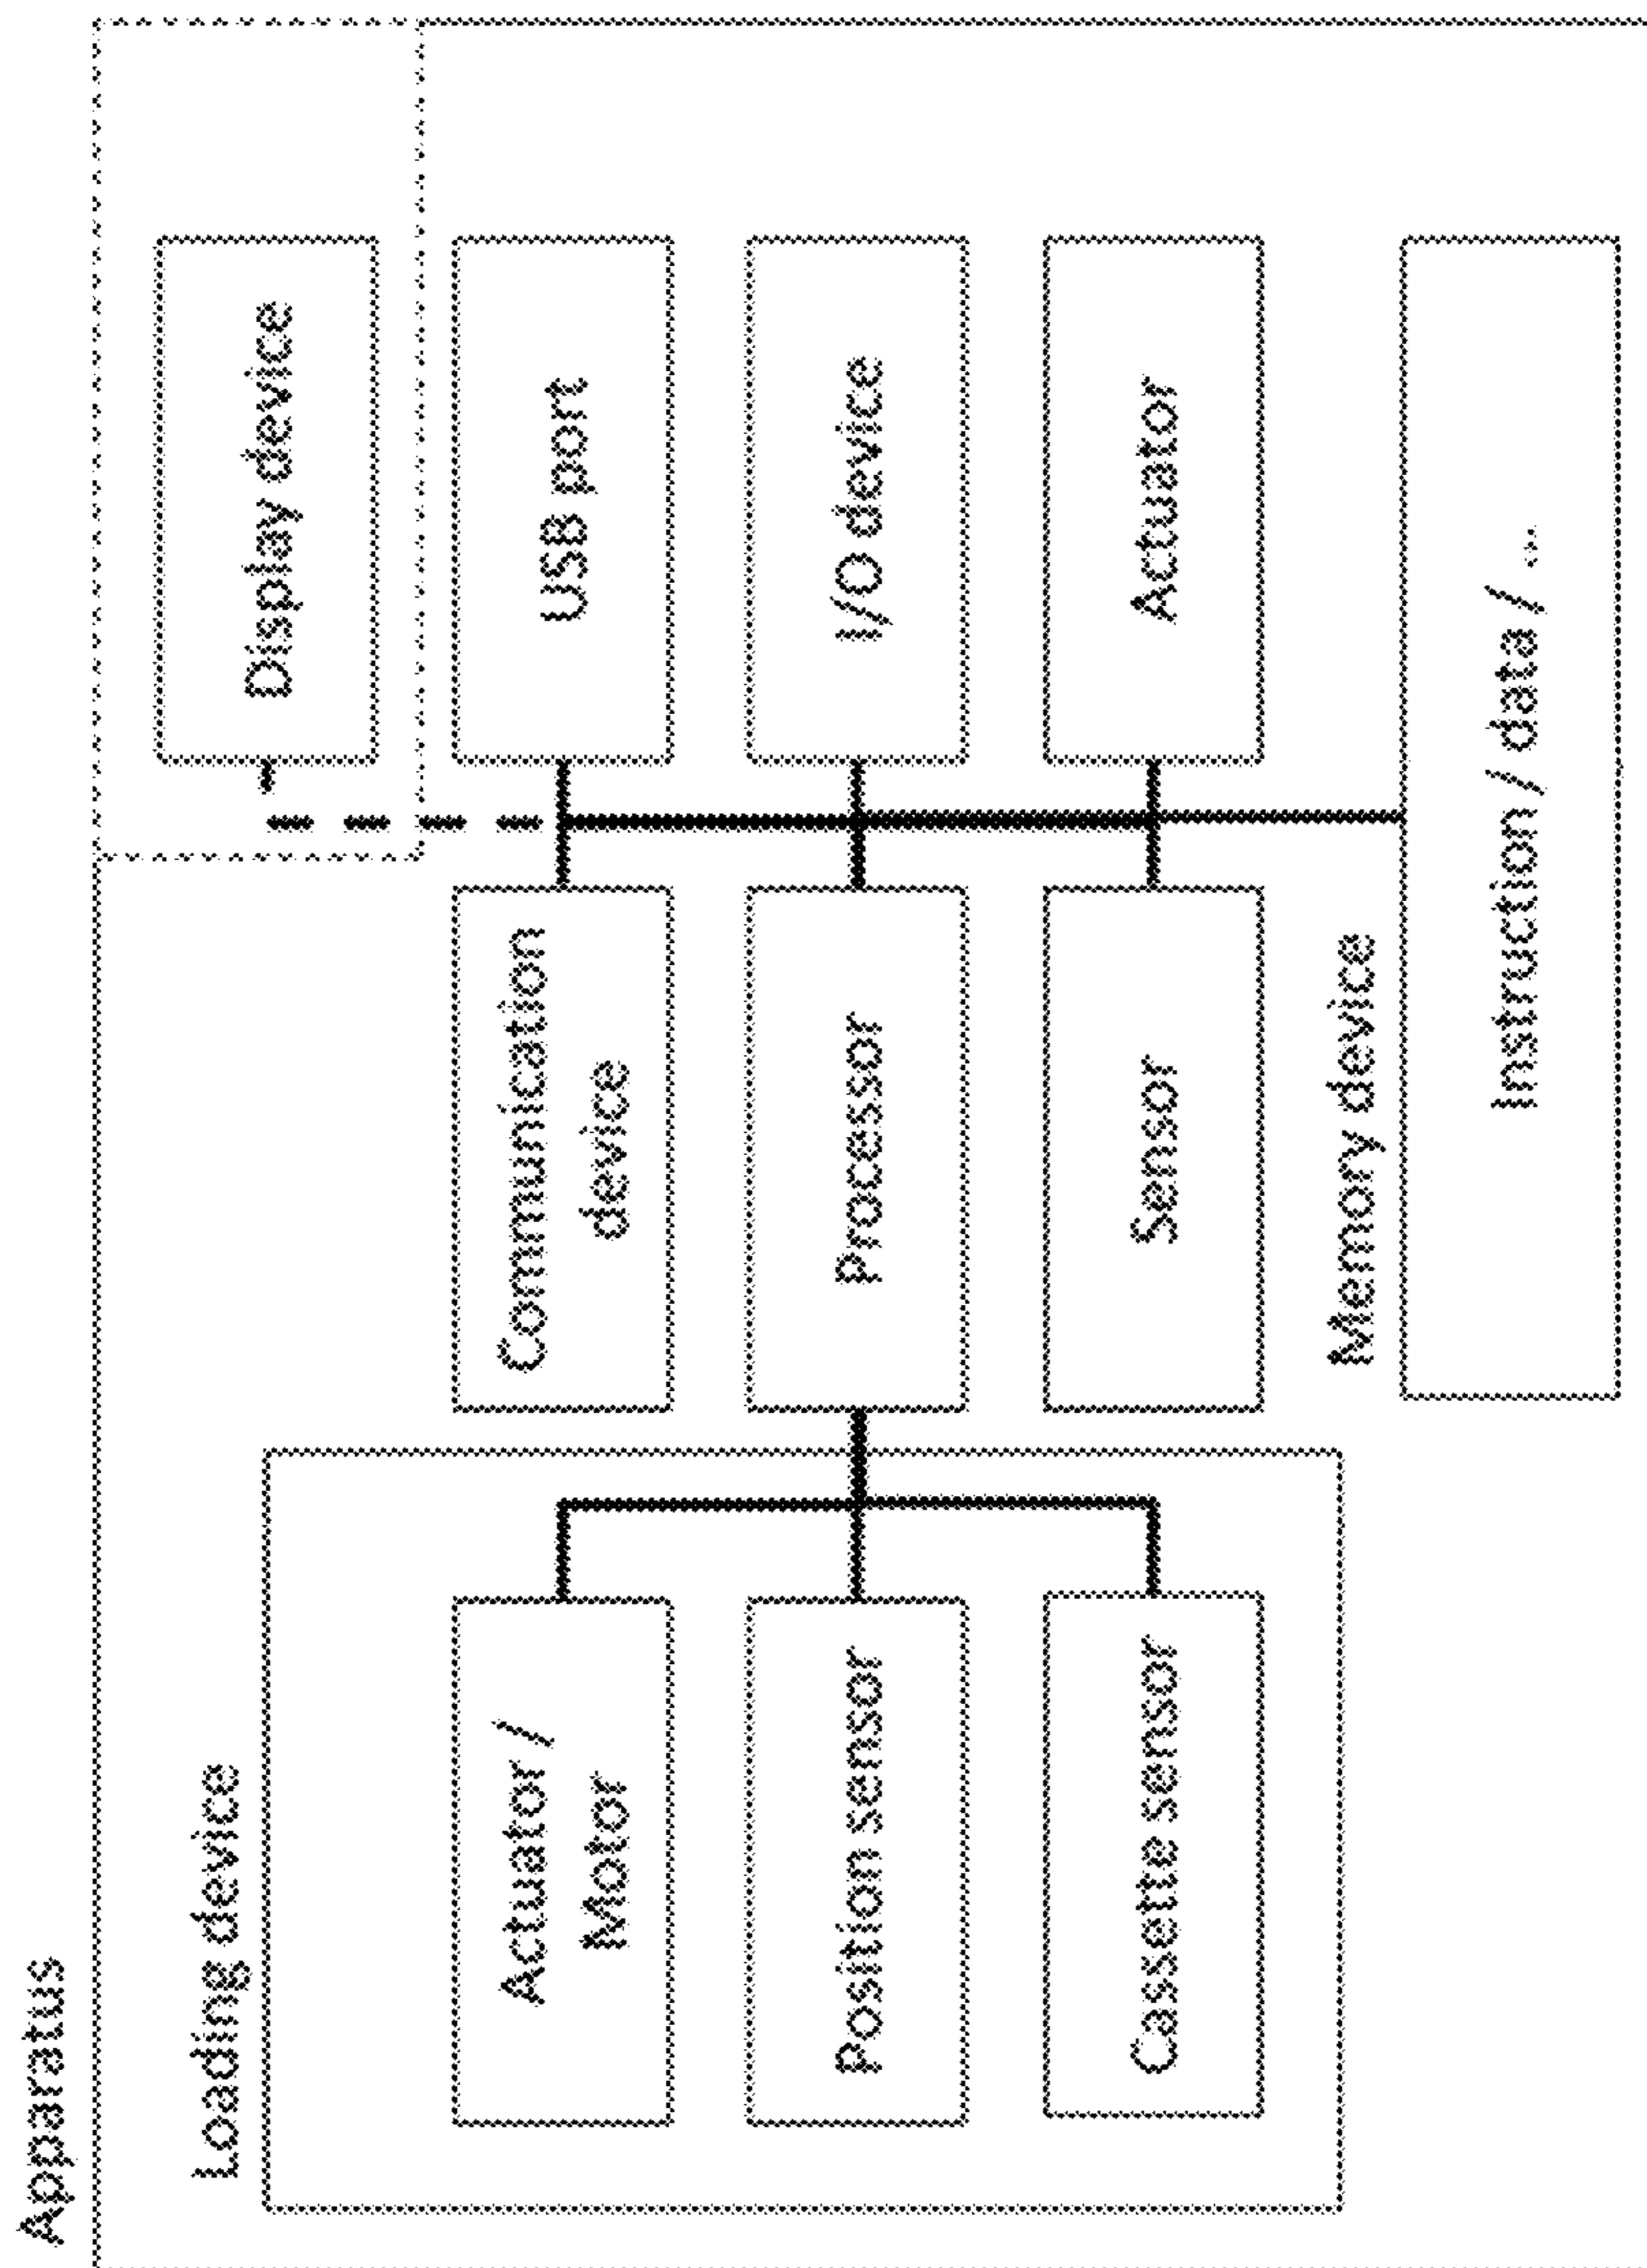 Apparatus
Loading device
Display device
Actuator /
Motor
Communication
device
USB port
Position sensor
Processor
I/O device
Cassette sensor
Sensor
Actuator
Memory device
Instruction / data / ...